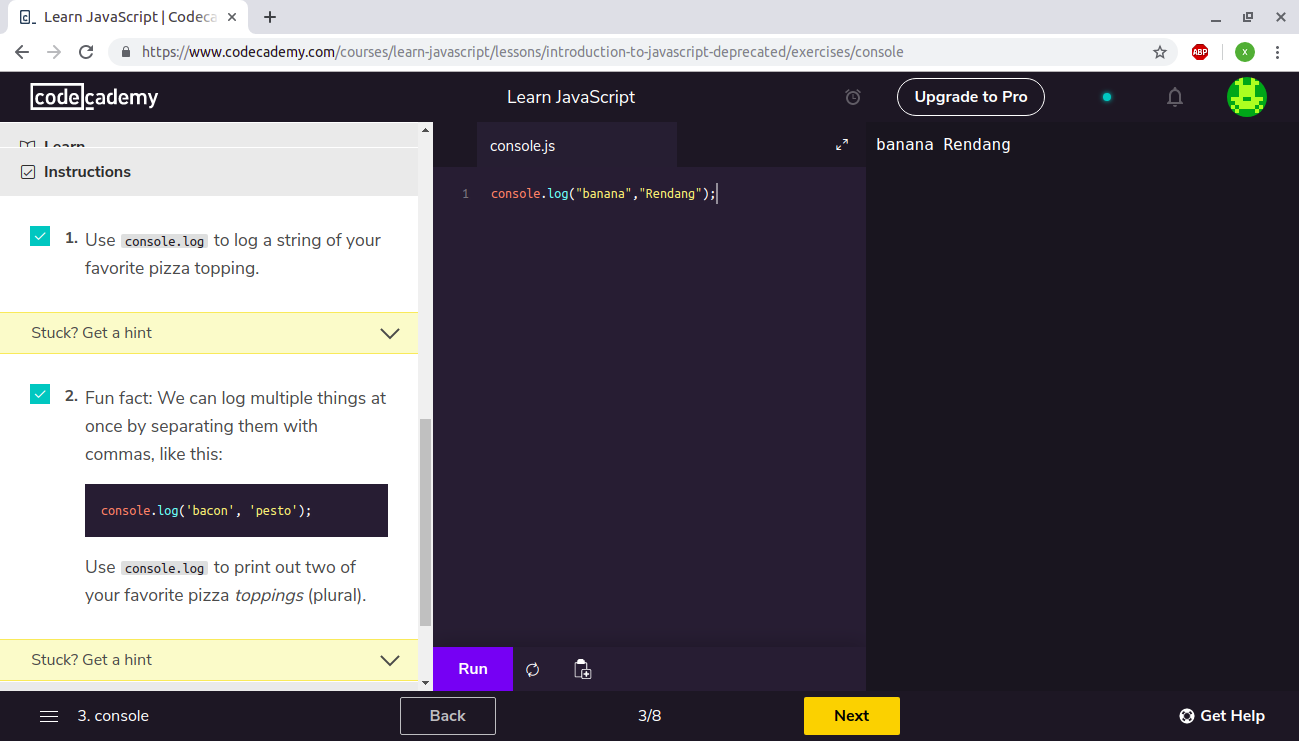 Learn JavaScript | Codeca
https://www.codecademy.com/courses/learn-javascript/lessons/introduction-to-javascript-deprecated/exercises/console
ABP
X
codecademy
Learn JavaScript
Upgrade to Pro
Learn
Instructions
1. Use console.log to log a string of your
favorite pizza topping.
Stuck? Get a hint
2. Fun fact: We can log multiple things at
once by separating them with
commas, like this:
console.log('bacon', 'pesto');
Use console.log to print out two of
your favorite pizza toppings (plural).
Stuck? Get a hint
console.js
1 console.log("banana","Rendang");
Run
banana Rendang
3. console
Back
3/8
Next
Get Help